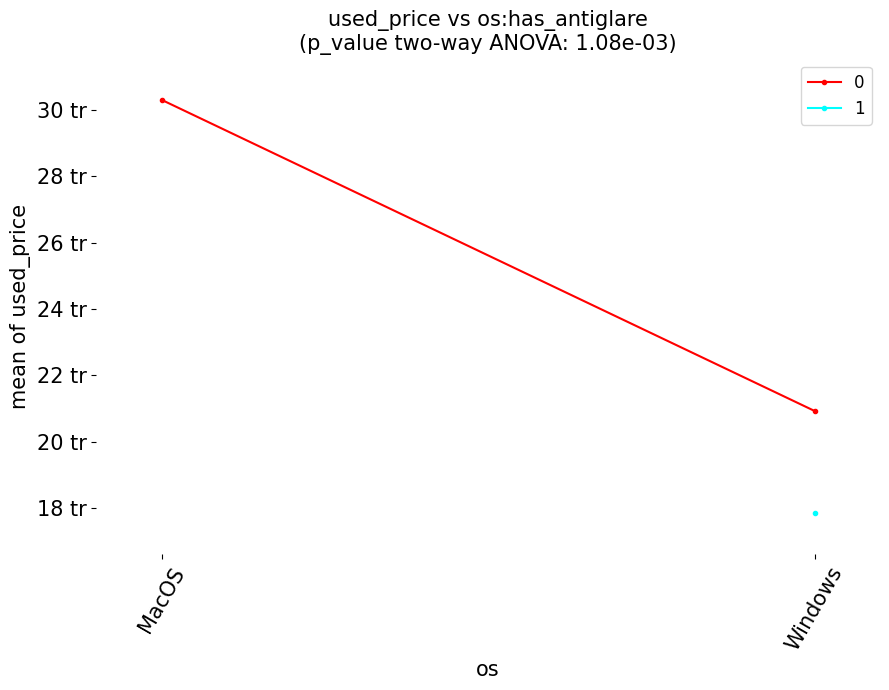 used_price vs os:has_antiglare
(p_value two-way ANOVA: 1.08e-03)
0
1
30 tr
28 tr
26 tr
24 tr
22 tr
20 tr
18 tr
mean of used_price
MacOS
Windows
os